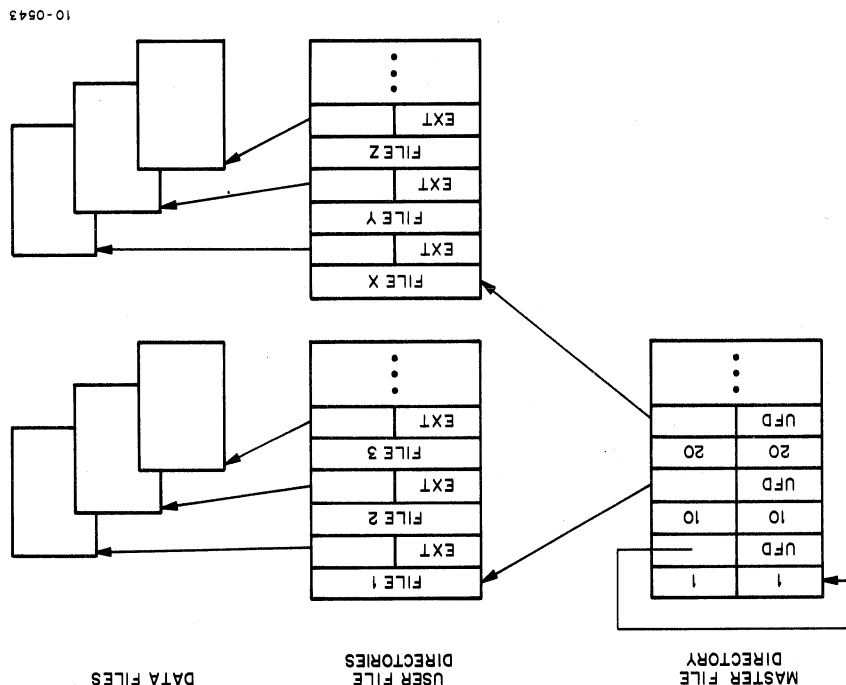 MASTER FILE
DIRECTORY
USER FILE
DIRECTORIES
DATA FILES
1 1
UFD
10 10
UFD
20 20
UFD
FILE 1
EXT
FILE 2
EXT
FILE 3
EXT
FILE X
EXT
FILE Y
EXT
FILE Z
EXT
10-0543